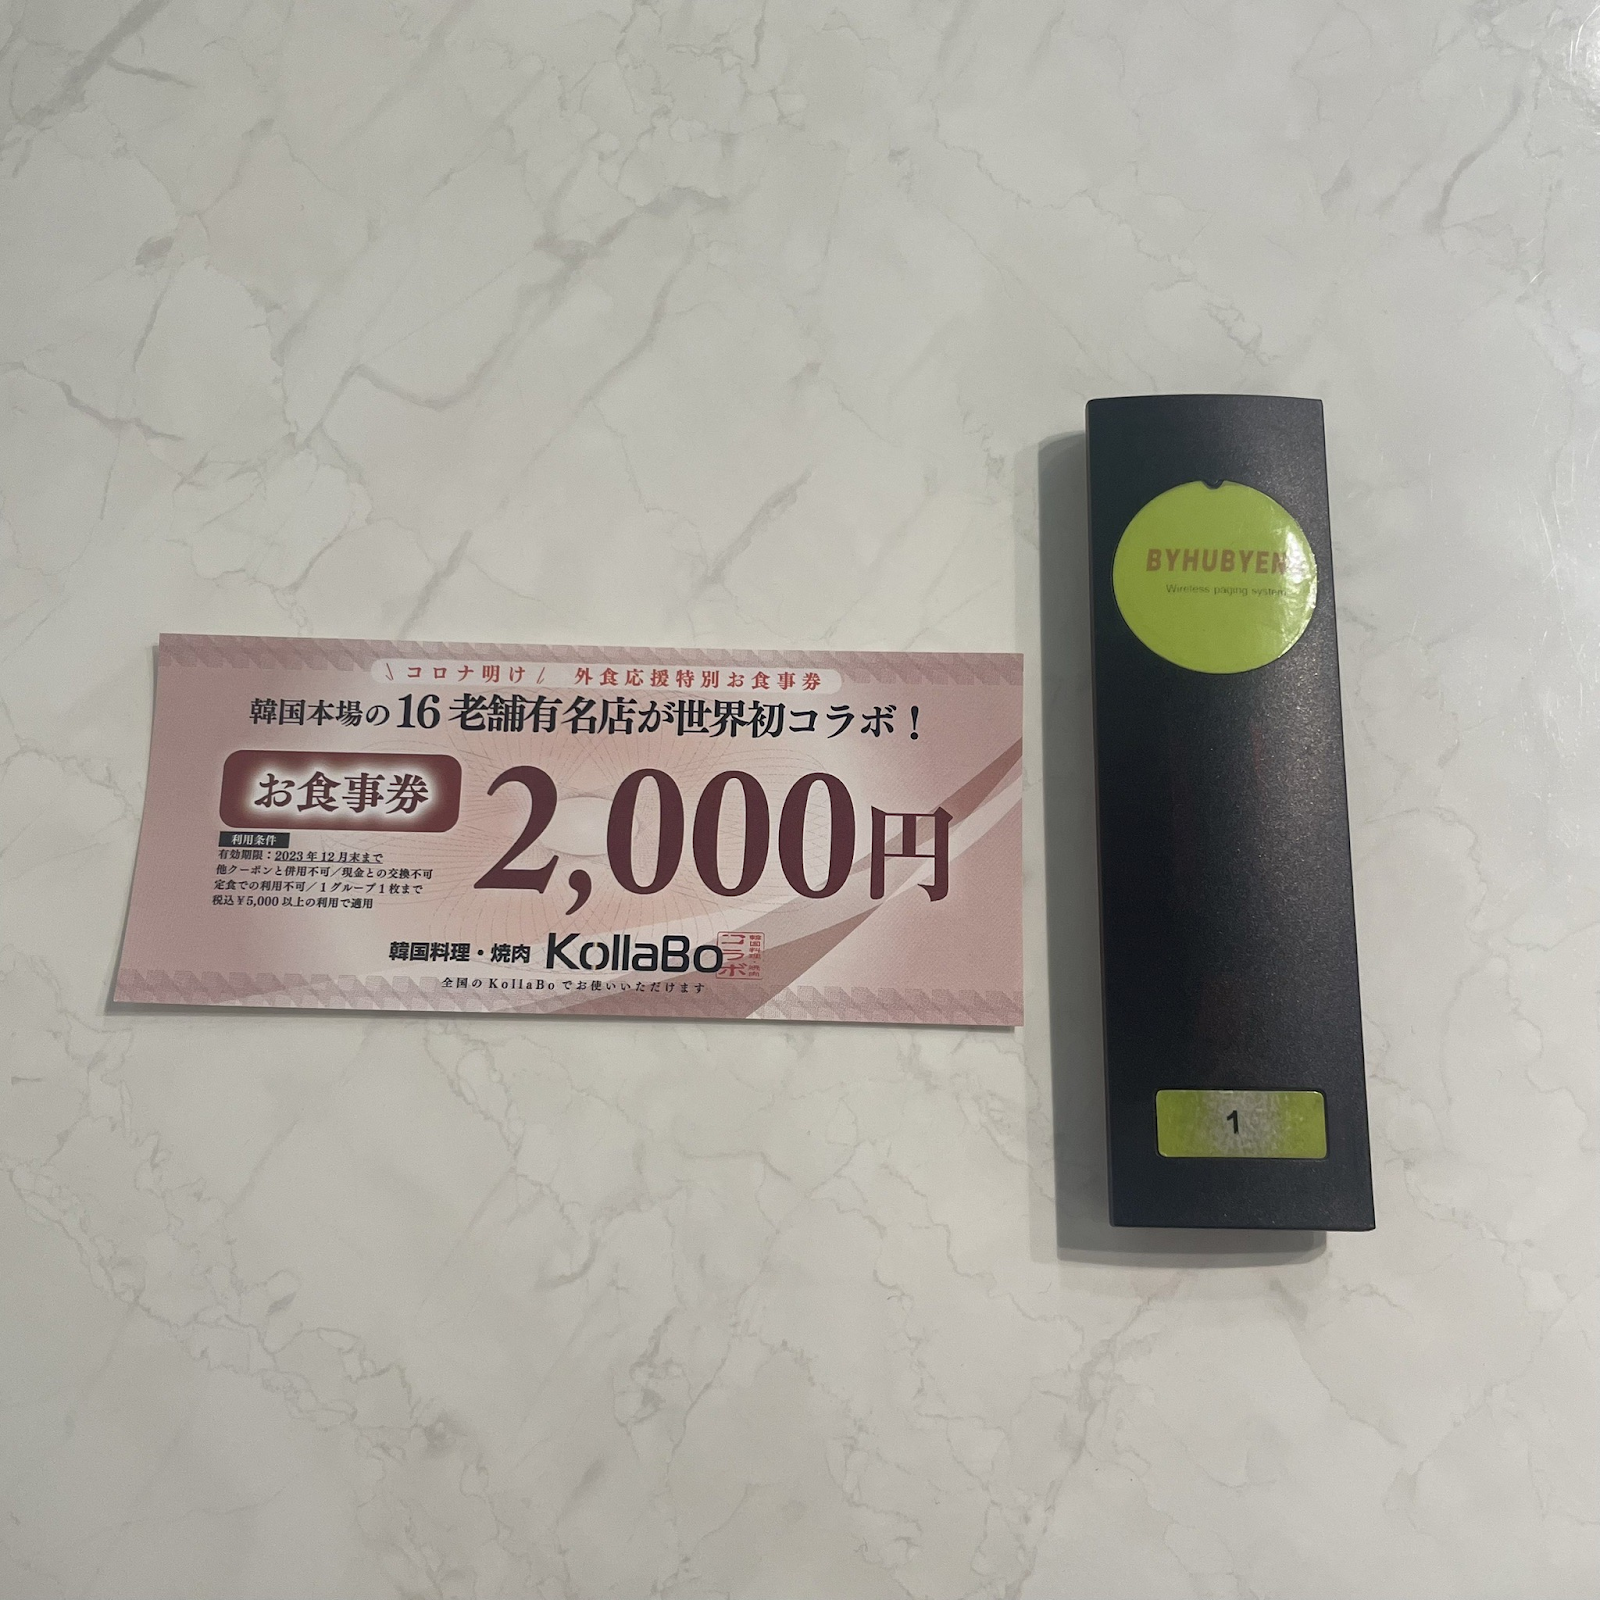 \ コロナ明け / 外食応援特別お食事券
韓国本場の16老舗有名店が世界初コラボ！
お食事券
2,000円
利用条件
有効期限：2023年12月末まで
他クーポンと併用不可／現金との交換不可
定食での利用不可／1グループ1枚まで
税込￥5,000以上の利用で適用
韓国料理・焼肉 KollaBo
コラボ
韓国料理・焼肉
全国のKollaBoでお使いいただけます
BYHUBYEN
Wireless paging system
1